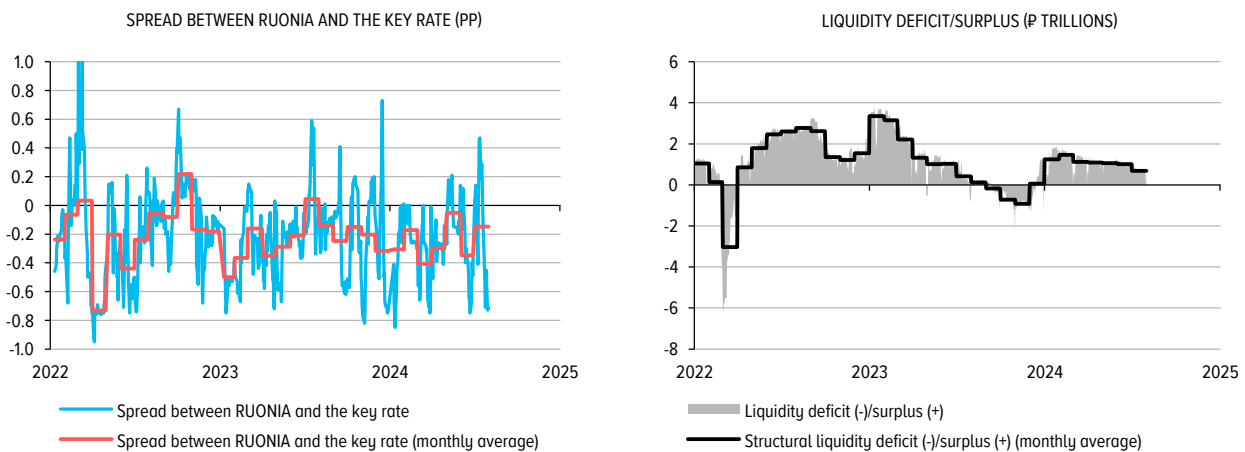 SPREAD BETWEEN RUONIA AND THE KEY RATE (PP)
1.0
0.8
0.6
0.4
0.2
0
-0.2
-0.4
-0.6
-0.8
-1.0
2022 2023 2024 2025
Spread between RUONIA and the key rate
Spread between RUONIA and the key rate (monthly average)
LIQUIDITY DEFICIT/SURPLUS (₽ TRILLIONS)
6
4
2
0
-2
-4
-6
-8
2022 2023 2024 2025
Liquidity deficit (-)/surplus (+)
Structural liquidity deficit (-)/surplus (+) (monthly average)